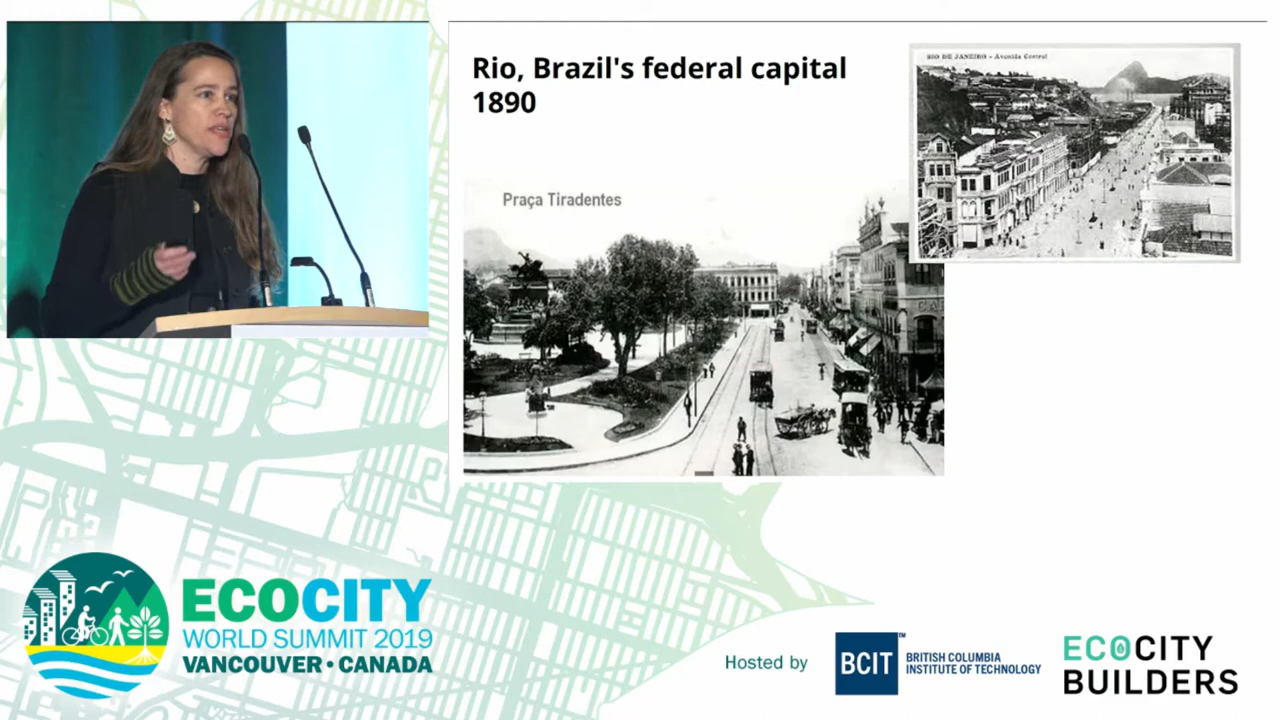 Rio, Brazil's federal capital
1890
RIO DE JANEIRO – Avenida Central
Praça Tiradentes
ECOCITY
WORLD SUMMIT 2019
VANCOUVER • CANADA
Hosted by
BCIT™
BRITISH COLUMBIA
INSTITUTE OF TECHNOLOGY
ECOCITY
BUILDERS